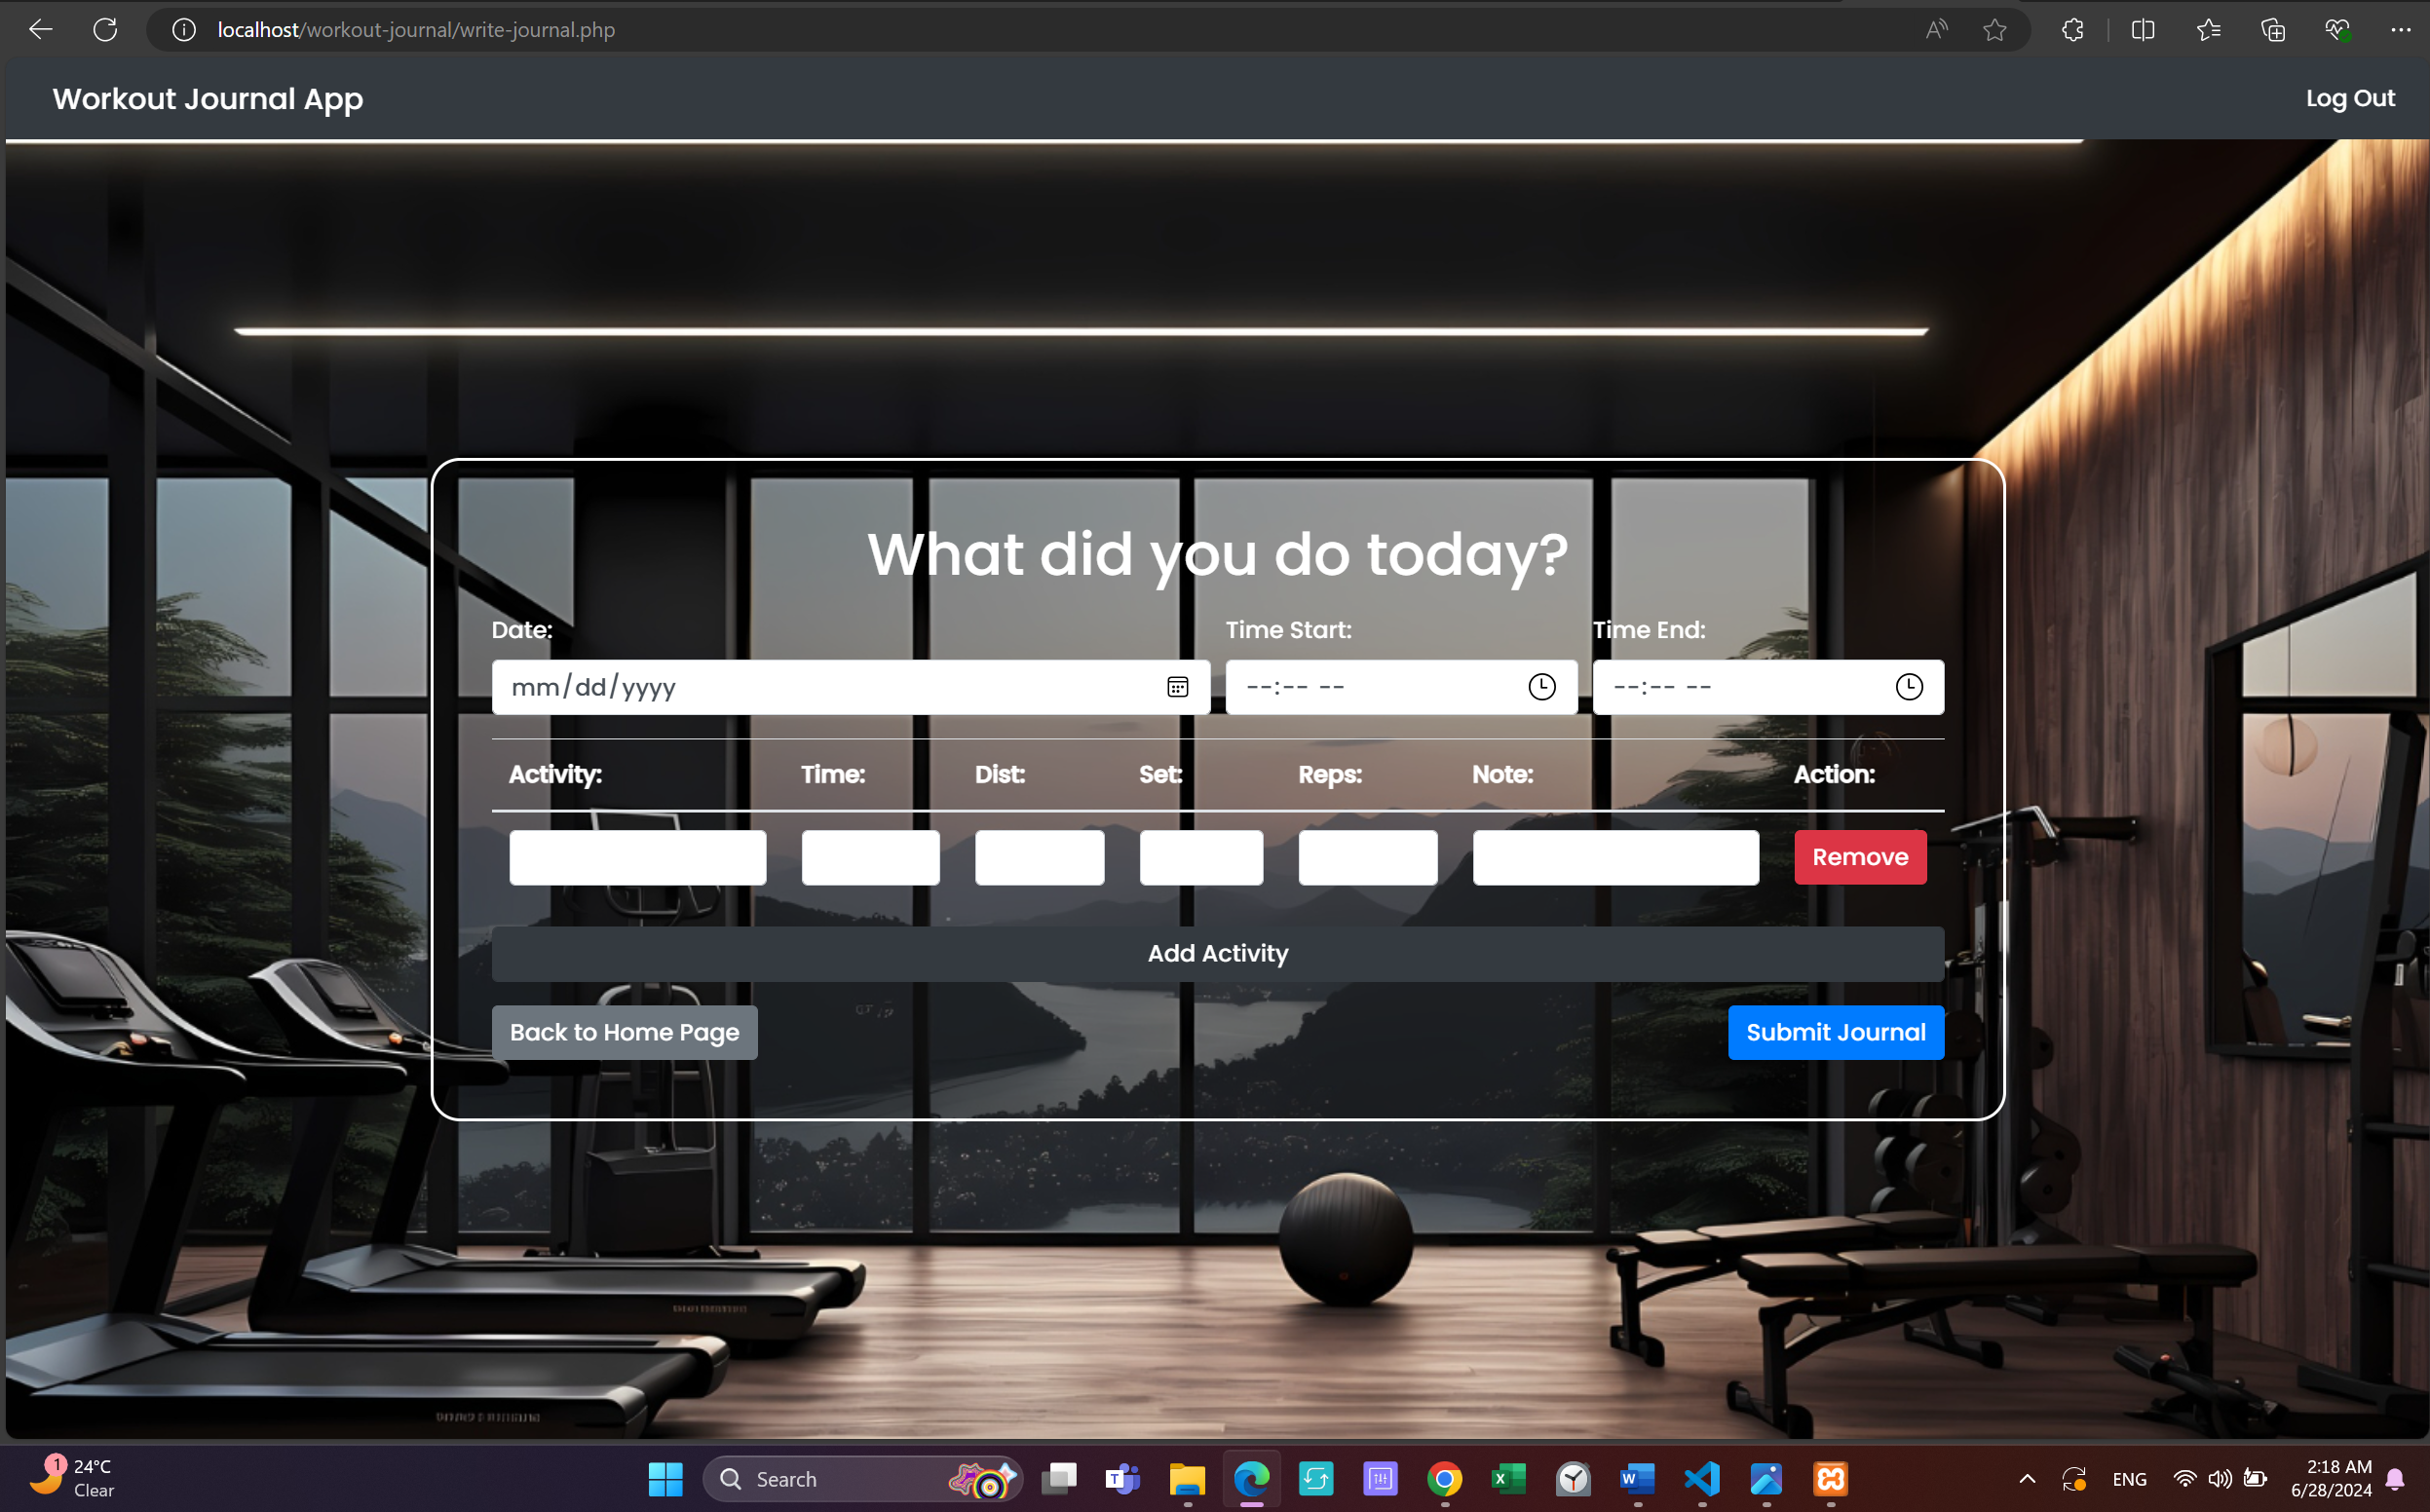 localhost/workout-journal/write-journal.php
Workout Journal App
Log Out
What did you do today?
Date: Time Start: Time End:
mm/dd/yyyy --:-- -- --:-- --
Activity: Time: Dist: Set: Reps: Note: Action:
Remove
Add Activity
Back to Home Page Submit Journal
1 24°C
Clear
Search
ENG
2:18 AM
6/28/2024